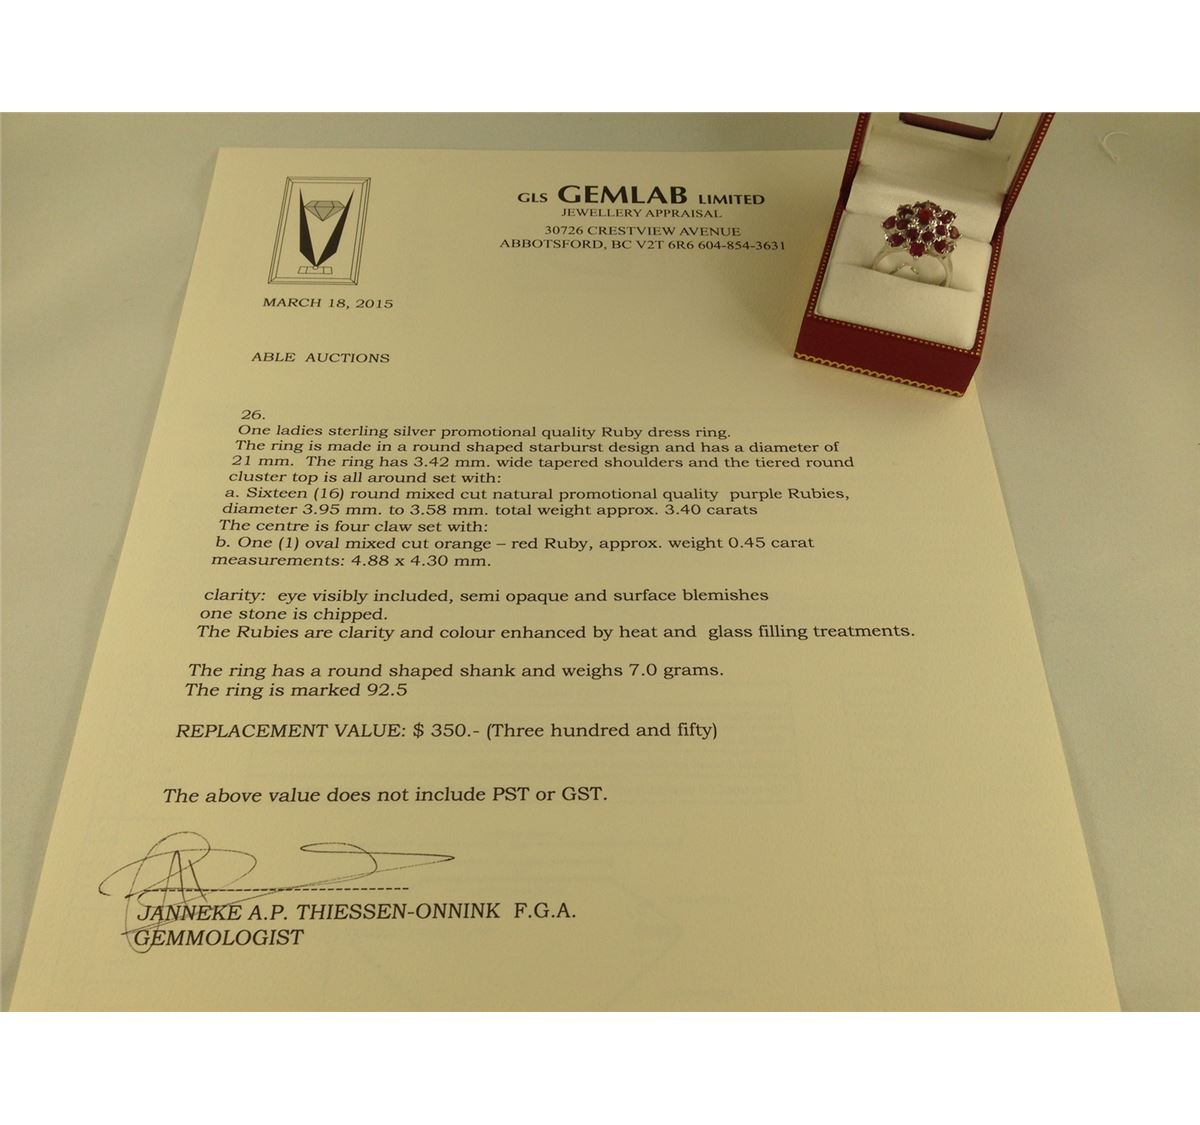 GLS GEMLAB LIMITED
JEWELLERY APPRAISAL
30726 CRESTVIEW AVENUE
ABBOTSFORD, BC V2T 6R6 604-854-3631
MARCH 18, 2015
ABLE AUCTIONS
26.
One ladies sterling silver promotional quality Ruby dress ring.
The ring is made in a round shaped starburst design and has a diameter of
21 mm. The ring has 3.42 mm. wide tapered shoulders and the tiered round
cluster top is all around set with:
a. Sixteen (16) round mixed cut natural promotional quality purple Rubies,
diameter 3.95 mm. to 3.58 mm. total weight approx. 3.40 carats
The centre is four claw set with:
b. One (1) oval mixed cut orange – red Ruby, approx. weight 0.45 carat
measurements: 4.88 x 4.30 mm.
clarity: eye visibly included, semi opaque and surface blemishes
one stone is chipped.
The Rubies are clarity and colour enhanced by heat and glass filling treatments.
The ring has a round shaped shank and weighs 7.0 grams.
The ring is marked 92.5
REPLACEMENT VALUE: $ 350.- (Three hundred and fifty)
The above value does not include PST or GST.
JANNEKE A.P. THIESSEN-ONNINK F.G.A.
GEMMOLOGIST